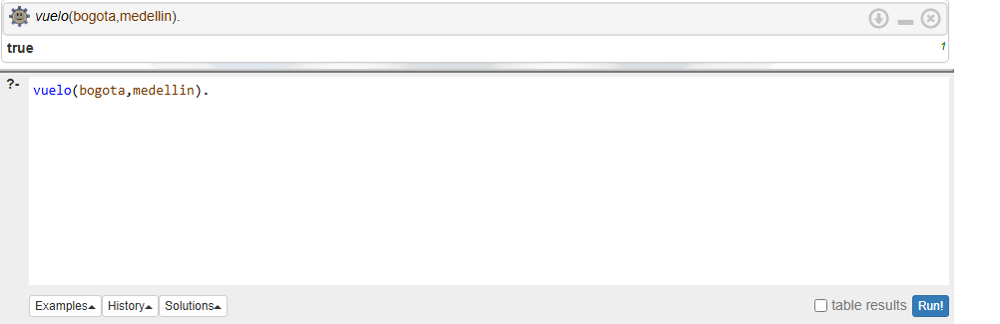 vuelo(bogota,medellin).
true
1
?-
vuelo(bogota,medellin).
Examples History Solutions table results Run!